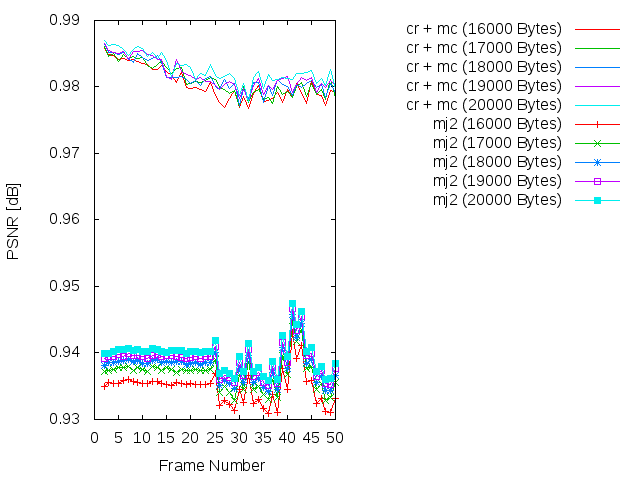 0.99
0.98
0.97
0.96
0.95
0.94
0.93
PSNR [dB]
0 5 10 15 20 25 30 35 40 45 50
Frame Number
cr + mc (16000 Bytes)
cr + mc (17000 Bytes)
cr + mc (18000 Bytes)
cr + mc (19000 Bytes)
cr + mc (20000 Bytes)
mj2 (16000 Bytes)
mj2 (17000 Bytes)
mj2 (18000 Bytes)
mj2 (19000 Bytes)
mj2 (20000 Bytes)